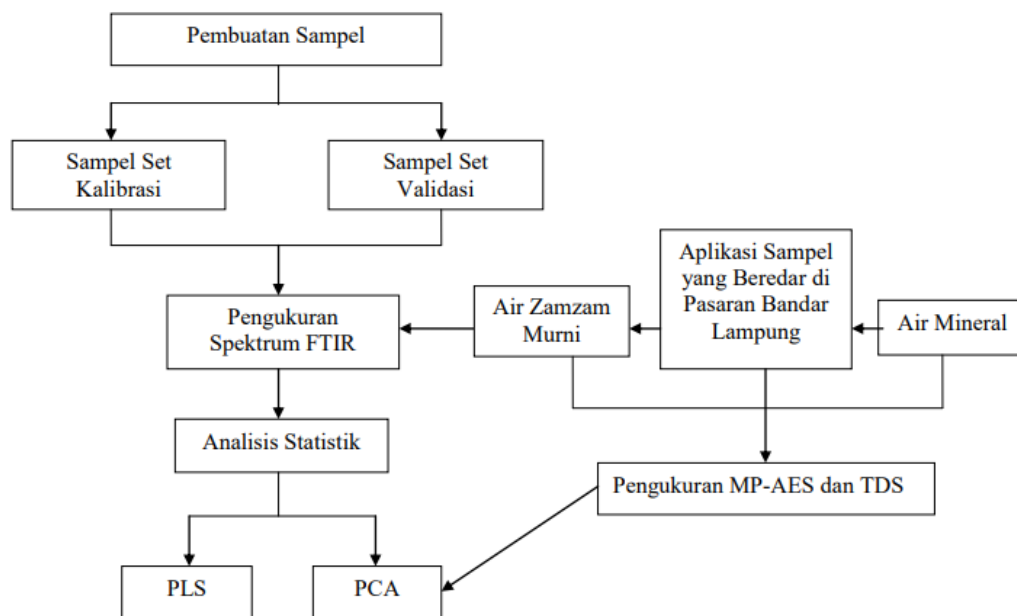 Pembuatan Sampel
Sampel Set
Kalibrasi
Sampel Set
Validasi
Aplikasi Sampel
yang Beredar di
Pasaran Bandar
Lampung
Air Zamzam
Murni
Air Mineral
Pengukuran
Spektrum FTIR
Analisis Statistik
Pengukuran MP-AES dan TDS
PLS
PCA